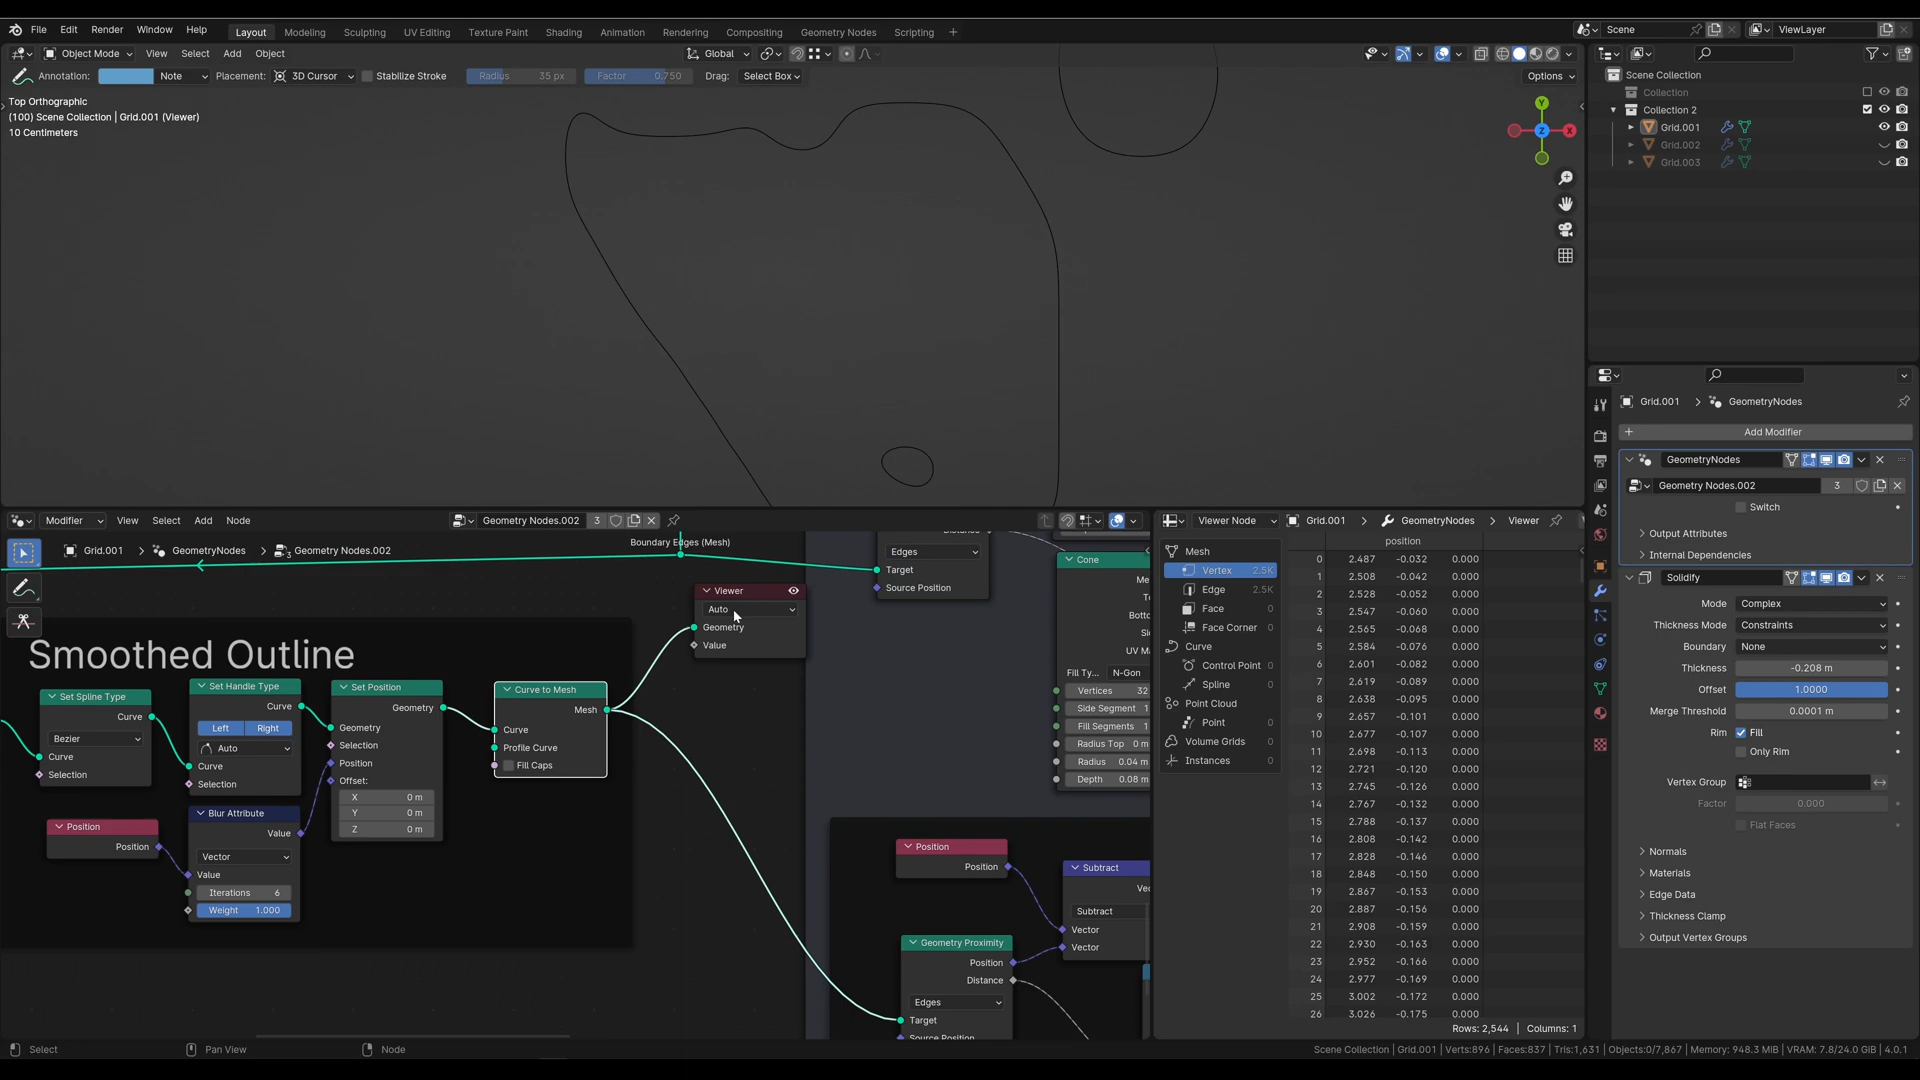 File Edit Render Window Help
Layout Modeling Sculpting UV Editing Texture Paint Shading Animation Rendering Compositing Geometry Nodes Scripting +
Scene
ViewLayer
Object Mode View Select Add Object
Global
Annotation: Note Placement: 3D Cursor Stabilize Stroke Radius 35 px Factor 0.750 Drag: Select Box
Options
Top Orthographic
(100) Scene Collection | Grid.001 (Viewer)
10 Centimeters
Y
Z
X
Scene Collection
Collection
Collection 2
Grid.001
Grid.002
Grid.003
Modifier View Select Add Node
Geometry Nodes.002 3
Grid.001 > GeometryNodes > Geometry Nodes.002
Boundary Edges (Mesh)
Smoothed Outline
Set Spline Type
Curve
Bezier
Curve
Selection
Position
Position
Set Handle Type
Curve
Left Right
Auto
Curve
Selection
Blur Attribute
Value
Vector
Value
Iterations 6
Weight 1.000
Set Position
Geometry
Geometry
Selection
Position
Offset:
X 0 m
Y 0 m
Z 0 m
Curve to Mesh
Mesh
Curve
Profile Curve
Fill Caps
Viewer
Auto
Geometry
Value
Edges
Target
Source Position
Cone
UV M
Fill Ty... N-Gon
Vertices 32
Side Segment 1
Fill Segments 1
Radius Top 0 m
Radius 0.04 m
Depth 0.08 m
Position
Position
Subtract
Subtract
Vector
Vector
Geometry Proximity
Position
Distance
Edges
Target
Viewer Node
Grid.001 > GeometryNodes > Viewer
Mesh
Vertex 2.5K
Edge 2.5K
Face 0
Face Corner 0
Curve
Control Point 0
Spline 0
Point Cloud
Point 0
Volume Grids 0
Instances 0
position
0 2.487 -0.032 0.000
1 2.508 -0.042 0.000
2 2.528 -0.052 0.000
3 2.547 -0.060 0.000
4 2.565 -0.068 0.000
5 2.584 -0.076 0.000
6 2.601 -0.082 0.000
7 2.619 -0.089 0.000
8 2.638 -0.095 0.000
9 2.657 -0.101 0.000
10 2.677 -0.107 0.000
11 2.698 -0.113 0.000
12 2.721 -0.120 0.000
13 2.745 -0.126 0.000
14 2.767 -0.132 0.000
15 2.788 -0.137 0.000
16 2.808 -0.142 0.000
17 2.828 -0.146 0.000
18 2.848 -0.150 0.000
19 2.867 -0.153 0.000
20 2.887 -0.156 0.000
21 2.908 -0.159 0.000
22 2.930 -0.163 0.000
23 2.952 -0.166 0.000
24 2.977 -0.169 0.000
25 3.002 -0.172 0.000
26 3.026 -0.175 0.000
Rows: 2,544 | Columns: 1
Grid.001 > GeometryNodes
+ Add Modifier
GeometryNodes
Geometry Nodes.002 3
Switch
Output Attributes
Internal Dependencies
Solidify
Mode Complex
Thickness Mode Constraints
Boundary None
Thickness -0.208 m
Offset 1.0000
Merge Threshold 0.0001 m
Rim Fill
Only Rim
Vertex Group
Factor 0.000
Flat Faces
Normals
Materials
Edge Data
Thickness Clamp
Output Vertex Groups
Select Pan View Node
Scene Collection | Grid.001 | Verts:896 | Faces:837 | Tris:1,631 | Objects:0/7,867 | Memory: 948.3 MiB | VRAM: 7.8/24.0 GiB | 4.0.1